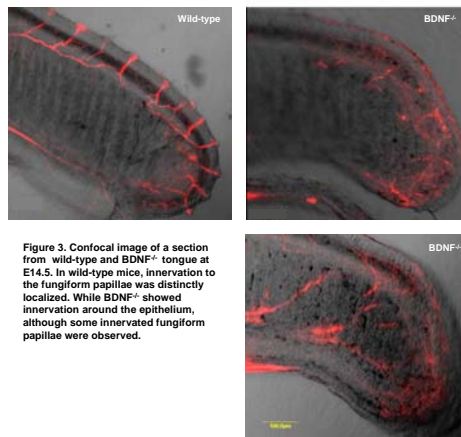 Wild-type
BDNF-/-
Figure 3. Confocal image of a section
from wild-type and BDNF-/- tongue at
E14.5. In wild-type mice, innervation to
the fungiform papillae was distinctly
localized. While BDNF-/- showed
innervation around the epithelium,
although some innervated fungiform
papillae were observed.
BDNF-/-